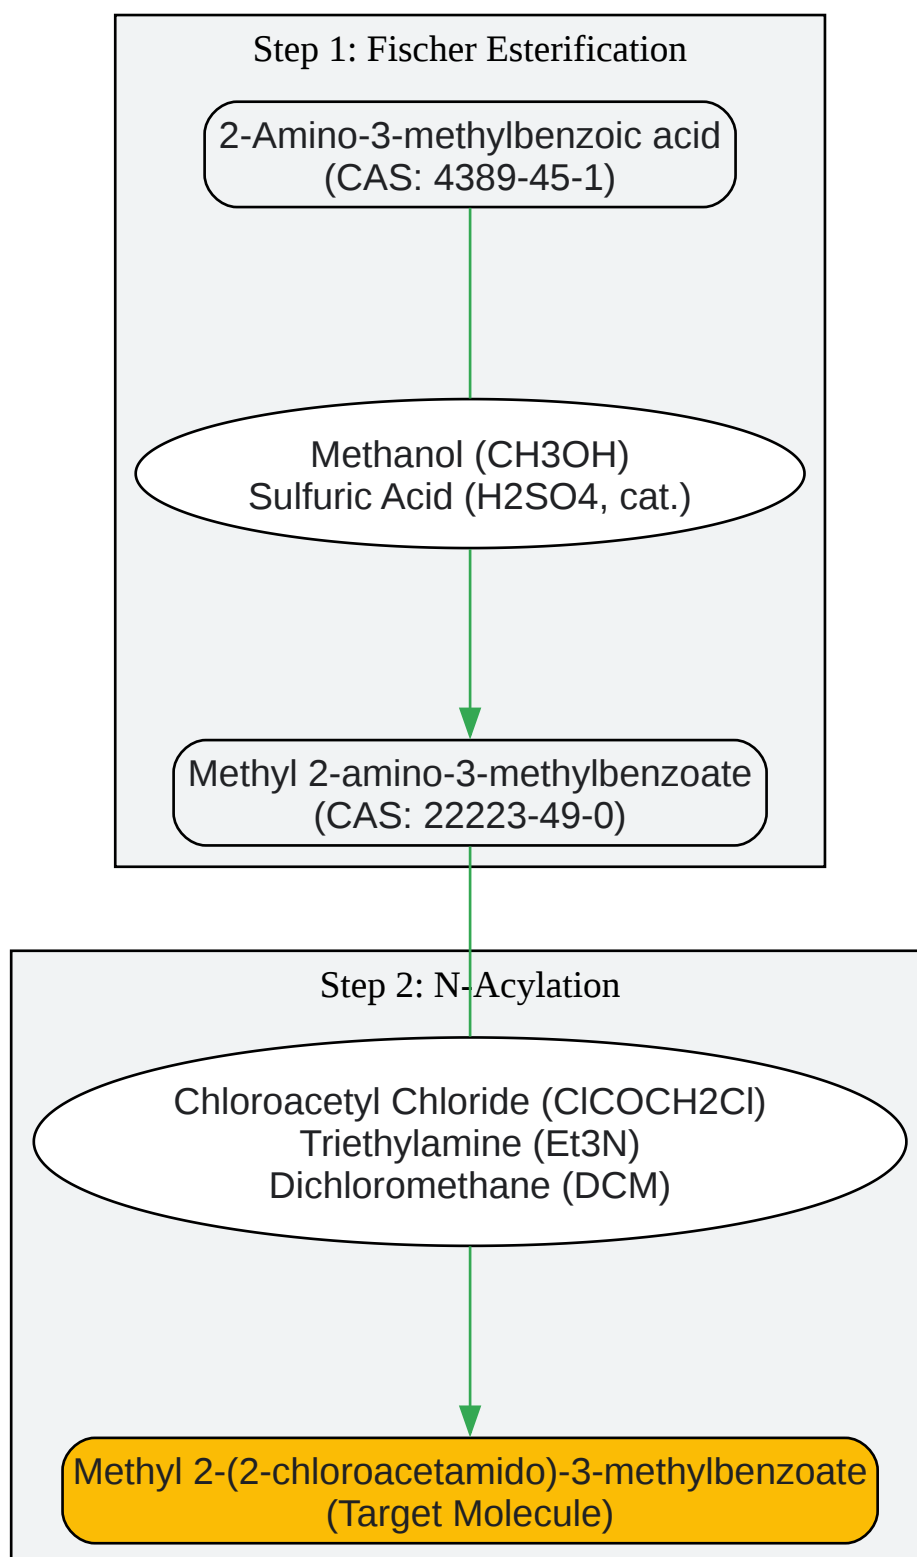 Step 1: Fischer Esterification
2-Amino-3-methylbenzoic acid
(CAS: 4389-45-1)
Methanol (CH3OH)
Sulfuric Acid (H2SO4, cat.)
Methyl 2-amino-3-methylbenzoate
(CAS: 22223-49-0)
Step 2: N-Acylation
Chloroacetyl Chloride (ClCOCH2Cl)
Triethylamine (Et3N)
Dichloromethane (DCM)
Methyl 2-(2-chloroacetamido)-3-methylbenzoate
(Target Molecule)